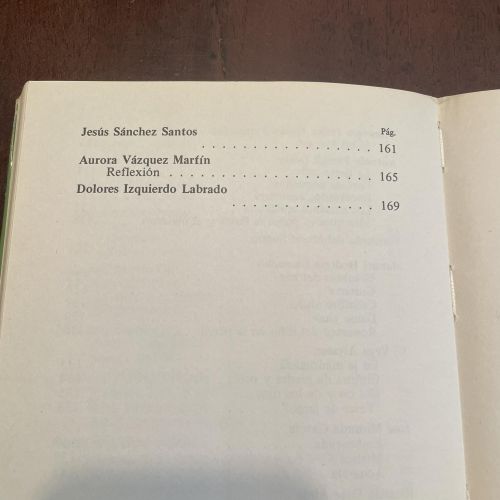 Jesús Sánchez Santos Pág.
. . . . . . . . . . . . . . . . . . 161
Aurora Vázquez Martín
Reflexión . . . . . . . . . . . . . . . . . . . . . 165
Dolores Izquierdo Labrado
. . . . . . . . . . . . . . . 169